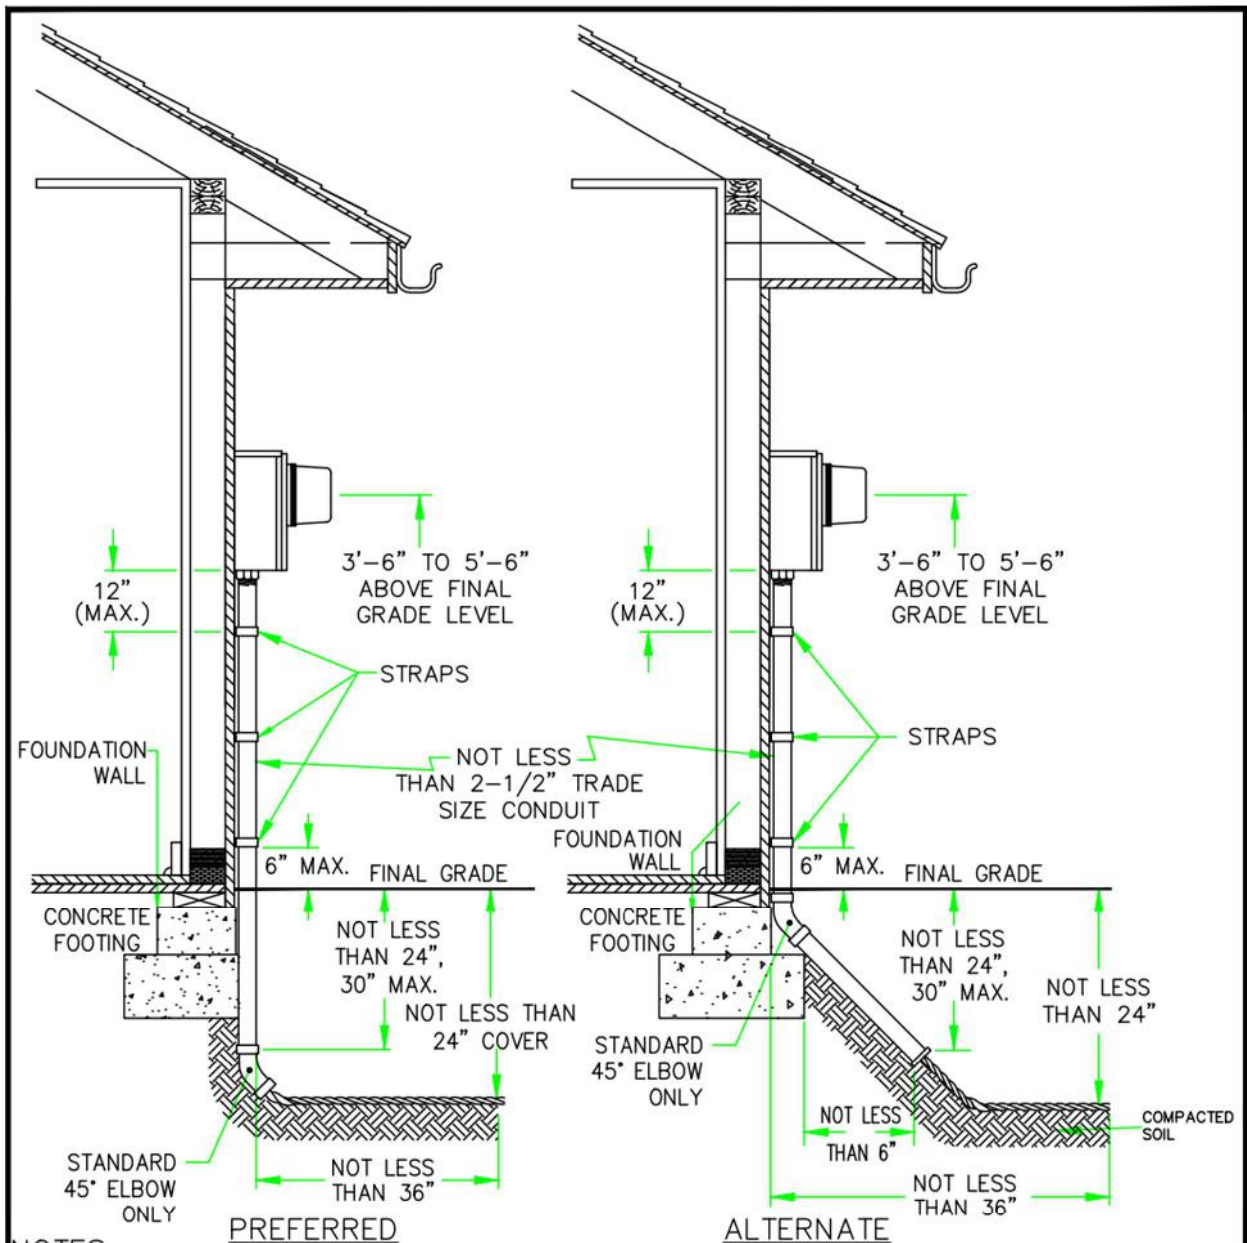 3'-6" TO 5'-6"
ABOVE FINAL
GRADE LEVEL
12"
(MAX.)
STRAPS
FOUNDATION
WALL
NOT LESS
THAN 2-1/2" TRADE
SIZE CONDUIT
6" MAX.
FINAL GRADE
CONCRETE
FOOTING
NOT LESS
THAN 24",
30" MAX.
NOT LESS THAN
24" COVER
STANDARD
45° ELBOW
ONLY
NOT LESS
THAN 36"
PREFERRED
3'-6" TO 5'-6"
ABOVE FINAL
GRADE LEVEL
12"
(MAX.)
STRAPS
FOUNDATION
WALL
6" MAX.
FINAL GRADE
CONCRETE
FOOTING
NOT LESS
THAN 24",
30" MAX.
NOT LESS
THAN 24"
STANDARD
45° ELBOW
ONLY
NOT LESS
THAN 6"
COMPACTED
SOIL
NOT LESS
THAN 36"
ALTERNATE